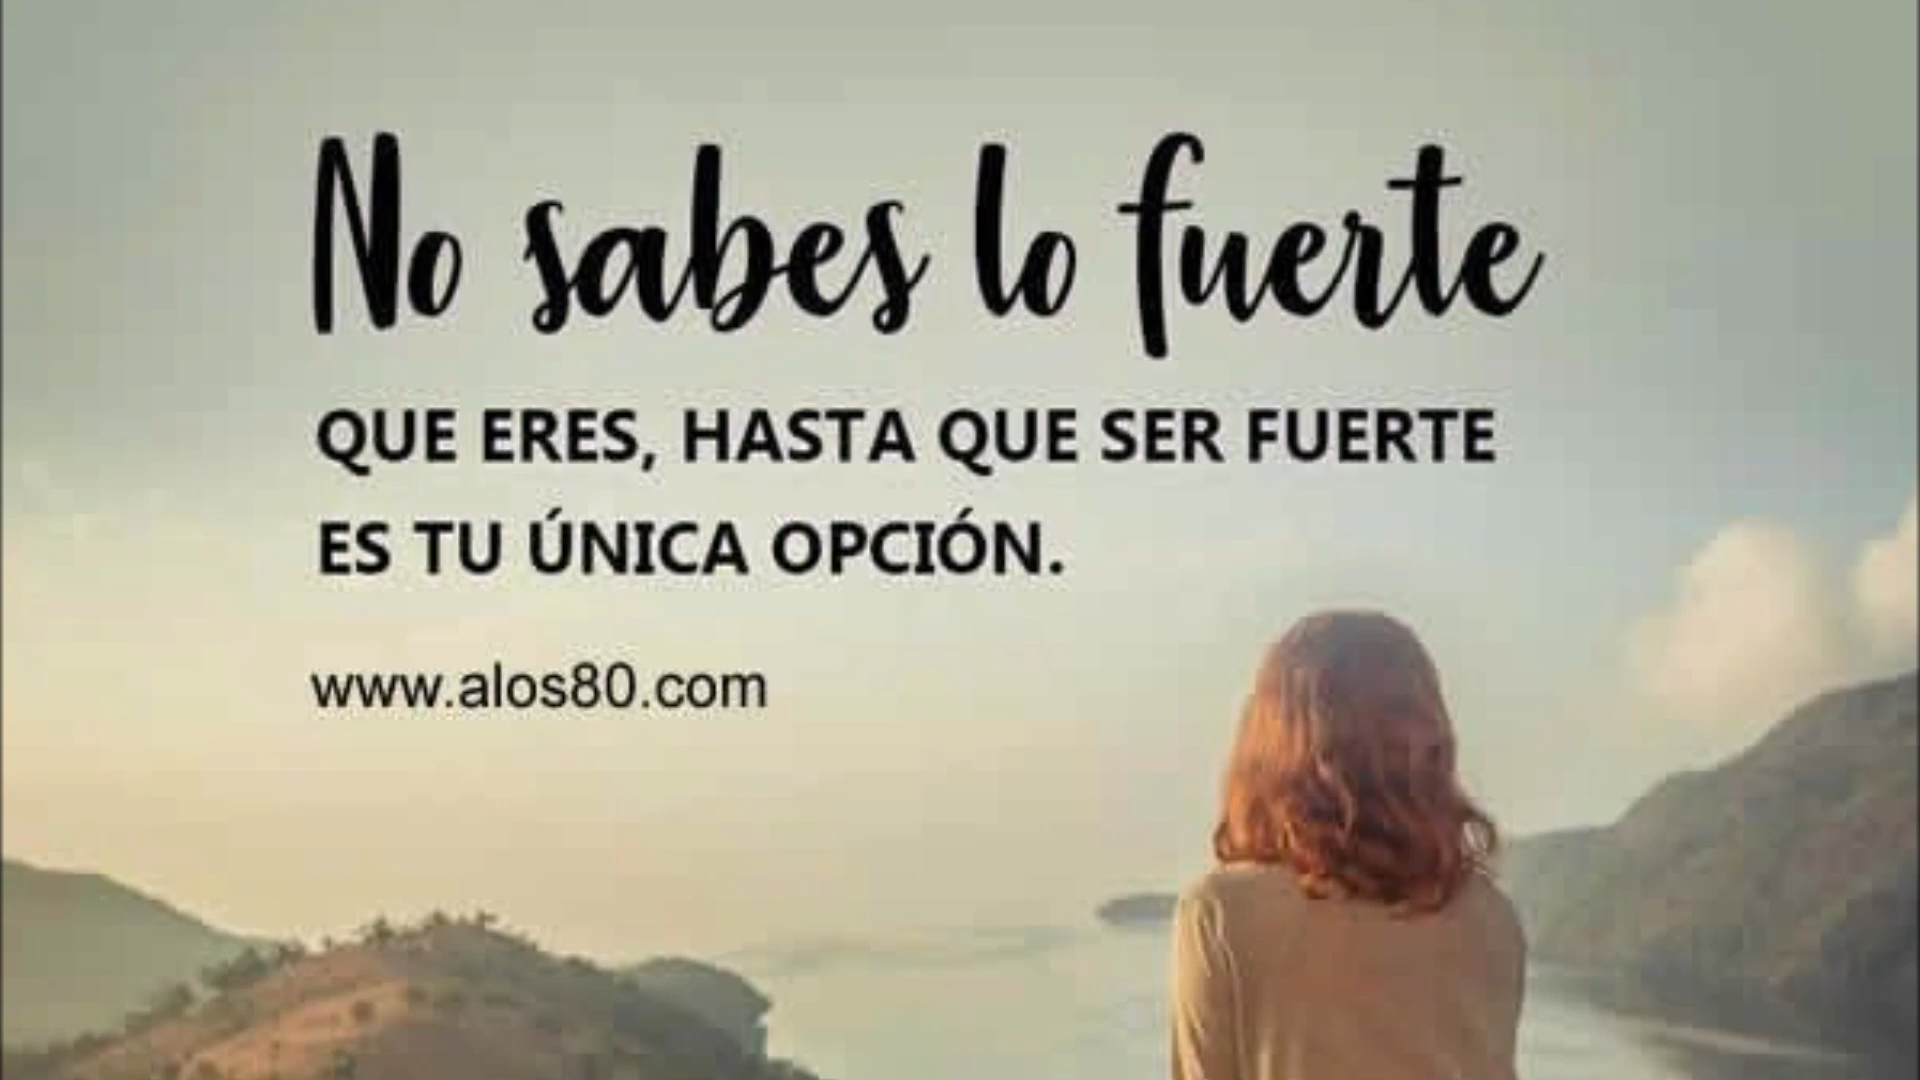 No sabes lo fuerte
QUE ERES, HASTA QUE SER FUERTE
ES TU ÚNICA OPCIÓN.
www.alos80.com